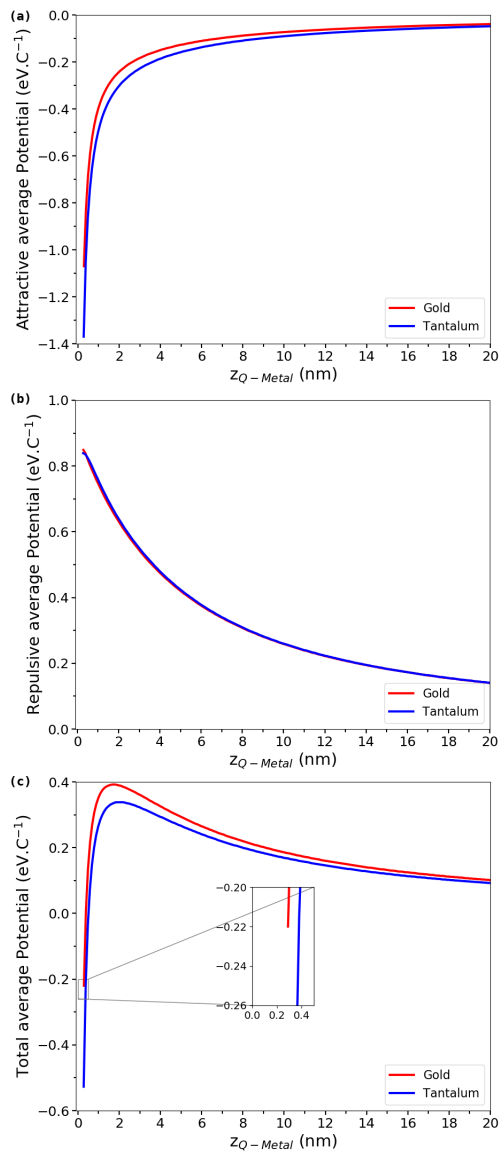 (a)
Attractive average Potential (eV.C⁻¹)
0.0
−0.2
−0.4
−0.6
−0.8
−1.0
−1.2
−1.4
Gold
Tantalum
0 2 4 6 8 10 12 14 16 18 20
z_{Q−Metal} (nm)
(b)
Repulsive average Potential (eV.C⁻¹)
1.0
0.8
0.6
0.4
0.2
0.0
Gold
Tantalum
0 2 4 6 8 10 12 14 16 18 20
z_{Q−Metal} (nm)
(c)
Total average Potential (eV.C⁻¹)
0.4
0.2
0.0
−0.2
−0.4
−0.6
−0.20
−0.22
−0.24
−0.26
0.0 0.2 0.4
Gold
Tantalum
0 2 4 6 8 10 12 14 16 18 20
z_{Q−Metal} (nm)